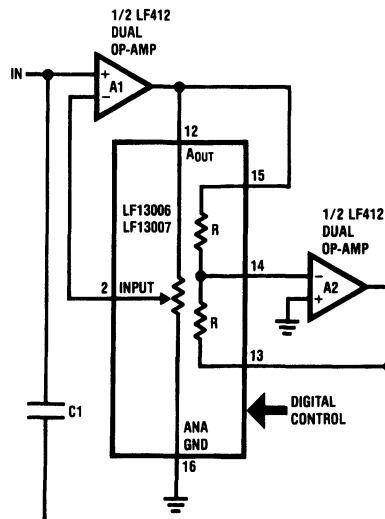 1/2 LF412
DUAL
OP-AMP
IN
+
A1
−
12
AOUT
15
LF13006
LF13007
R
1/2 LF412
DUAL
OP-AMP
2
INPUT
14
−
A2
+
R
13
C1
DIGITAL
CONTROL
ANA
GND
16